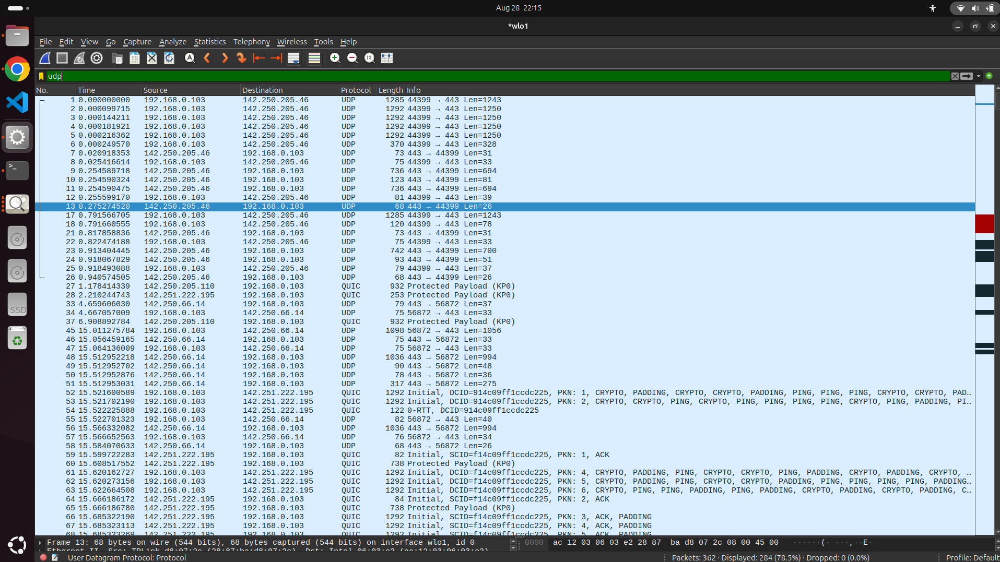 Aug 28 22:15
*wlo1
File Edit View Go Capture Analyze Statistics Telephony Wireless Tools Help
udp
No. Time Source Destination Protocol Length Info
1 0.000000000 192.168.0.103 142.250.205.46 UDP 1285 44399 → 443 Len=1243
2 0.000099715 192.168.0.103 142.250.205.46 UDP 1292 44399 → 443 Len=1250
3 0.000144211 192.168.0.103 142.250.205.46 UDP 1292 44399 → 443 Len=1250
4 0.000181921 192.168.0.103 142.250.205.46 UDP 1292 44399 → 443 Len=1250
5 0.000216362 192.168.0.103 142.250.205.46 UDP 1292 44399 → 443 Len=1250
6 0.000249570 192.168.0.103 142.250.205.46 UDP 370 44399 → 443 Len=328
7 0.020918353 142.250.205.46 192.168.0.103 UDP 73 443 → 44399 Len=31
8 0.025416614 192.168.0.103 142.250.205.46 UDP 75 44399 → 443 Len=33
9 0.254589718 142.250.205.46 192.168.0.103 UDP 736 443 → 44399 Len=694
10 0.254590324 142.250.205.46 192.168.0.103 UDP 123 443 → 44399 Len=81
11 0.254590475 142.250.205.46 192.168.0.103 UDP 736 443 → 44399 Len=694
12 0.255599170 192.168.0.103 142.250.205.46 UDP 81 44399 → 443 Len=39
13 0.275274520 142.250.205.46 192.168.0.103 UDP 68 443 → 44399 Len=26
17 0.791566705 192.168.0.103 142.250.205.46 UDP 1285 44399 → 443 Len=1243
18 0.791660555 192.168.0.103 142.250.205.46 UDP 120 44399 → 443 Len=78
21 0.817858836 142.250.205.46 192.168.0.103 UDP 73 443 → 44399 Len=31
22 0.822474188 192.168.0.103 142.250.205.46 UDP 75 44399 → 443 Len=33
23 0.913404445 142.250.205.46 192.168.0.103 UDP 742 443 → 44399 Len=700
24 0.918067829 142.250.205.46 192.168.0.103 UDP 93 443 → 44399 Len=51
25 0.918493088 192.168.0.103 142.250.205.46 UDP 79 44399 → 443 Len=37
26 0.940574505 142.250.205.46 192.168.0.103 UDP 68 443 → 44399 Len=26
27 1.178414339 142.250.205.110 192.168.0.103 QUIC 932 Protected Payload (KP0)
28 2.210244743 142.251.222.195 192.168.0.103 QUIC 253 Protected Payload (KP0)
33 4.659606030 142.250.66.14 192.168.0.103 UDP 79 443 → 56872 Len=37
34 4.667057009 192.168.0.103 142.250.66.14 UDP 75 56872 → 443 Len=33
37 6.908892784 142.250.205.110 192.168.0.103 QUIC 932 Protected Payload (KP0)
45 15.011275784 192.168.0.103 142.250.66.14 UDP 1098 56872 → 443 Len=1056
46 15.056459165 142.250.66.14 192.168.0.103 UDP 75 443 → 56872 Len=33
47 15.064136009 192.168.0.103 142.250.66.14 UDP 75 56872 → 443 Len=33
48 15.512952218 142.250.66.14 192.168.0.103 UDP 1036 443 → 56872 Len=994
49 15.512952702 142.250.66.14 192.168.0.103 UDP 90 443 → 56872 Len=48
50 15.512952876 142.250.66.14 192.168.0.103 UDP 78 443 → 56872 Len=36
51 15.512953031 142.250.66.14 192.168.0.103 UDP 317 443 → 56872 Len=275
52 15.521600589 192.168.0.103 142.251.222.195 QUIC 1292 Initial, DCID=914c09ff1ccdc225, PKN: 1, CRYPTO, PADDING, CRYPTO, CRYPTO, PADDING, PING, PING, PING, CRYPTO, CRYPTO, PAD…
53 15.521702190 192.168.0.103 142.251.222.195 QUIC 1292 Initial, DCID=914c09ff1ccdc225, PKN: 2, CRYPTO, CRYPTO, PING, CRYPTO, PING, PING, PING, PING, CRYPTO, PING, PADDING, PI…
54 15.522225888 192.168.0.103 142.251.222.195 QUIC 122 0-RTT, DCID=914c09ff1ccdc225
55 15.522701323 192.168.0.103 142.250.66.14 UDP 82 56872 → 443 Len=40
56 15.566332082 142.250.66.14 192.168.0.103 UDP 1036 443 → 56872 Len=994
57 15.566652563 192.168.0.103 142.250.66.14 UDP 76 56872 → 443 Len=34
58 15.584070633 142.250.66.14 192.168.0.103 UDP 68 443 → 56872 Len=26
59 15.599722283 142.251.222.195 192.168.0.103 QUIC 82 Initial, SCID=f14c09ff1ccdc225, PKN: 1, ACK
60 15.608517552 142.251.222.195 192.168.0.103 QUIC 738 Protected Payload (KP0)
61 15.620162727 192.168.0.103 142.251.222.195 QUIC 1292 Initial, DCID=f14c09ff1ccdc225, PKN: 4, CRYPTO, PADDING, PING, CRYPTO, CRYPTO, PING, PADDING, CRYPTO, PADDING, CRYPTO, …
62 15.620273156 192.168.0.103 142.251.222.195 QUIC 1292 Initial, DCID=f14c09ff1ccdc225, PKN: 5, CRYPTO, PADDING, PING, CRYPTO, CRYPTO, PADDING, PING, PING, PING, PING, PADDING…
63 15.622664508 192.168.0.103 142.251.222.195 QUIC 1292 Initial, DCID=f14c09ff1ccdc225, PKN: 6, CRYPTO, PING, PING, PADDING, PING, PADDING, CRYPTO, PADDING, CRYPTO, PADDING, C…
64 15.666186172 142.251.222.195 192.168.0.103 QUIC 84 Initial, SCID=f14c09ff1ccdc225, PKN: 2, ACK
65 15.666186780 142.251.222.195 192.168.0.103 QUIC 738 Protected Payload (KP0)
66 15.685322190 142.251.222.195 192.168.0.103 QUIC 1292 Initial, SCID=f14c09ff1ccdc225, PKN: 3, ACK, PADDING
67 15.685323113 142.251.222.195 192.168.0.103 QUIC 1292 Initial, SCID=f14c09ff1ccdc225, PKN: 4, ACK, PADDING
68 15.685323269 142.251.222.195 192.168.0.103 QUIC 1292 Initial, SCID=f14c09ff1ccdc225, PKN: 5, ACK, PADDING
Frame 13: 68 bytes on wire (544 bits), 68 bytes captured (544 bits) on interface wlo1, id 0
Ethernet II, Src: TPLink_d8:07:2c (28:87:ba:d8:07:2c), Dst: Intel_06:03:e2 (ac:12:03:06:03:e2)
0000 ac 12 03 06 03 e2 28 87 ba d8 07 2c 08 00 45 00 ······(· ···,··E·
SSD
User Datagram Protocol: Protocol
Packets: 362 · Displayed: 284 (78.5%) · Dropped: 0 (0.0%)
Profile: Default